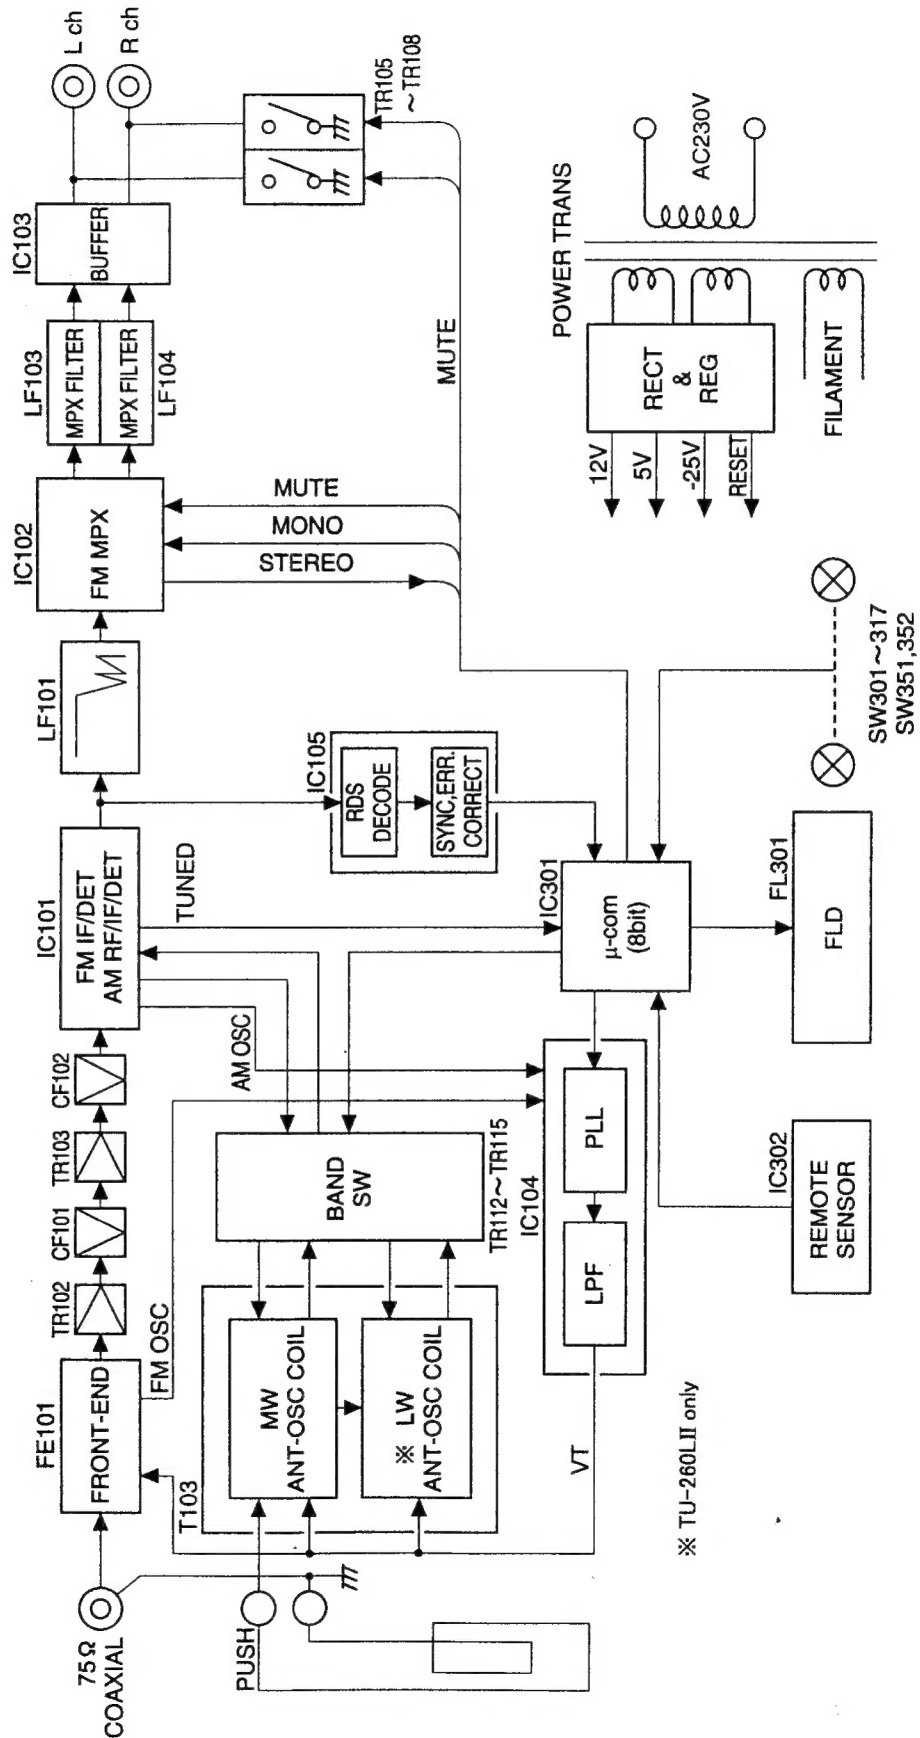 75Ω
COAXIAL
FE101
FRONT-END
TR102
CF101
TR103
CF102
IC101
FM IF/DET
AM RF/IF/DET
LF101
IC102
FM MPX
LF103
MPX FILTER
MPX FILTER
LF104
IC103
BUFFER
L ch
R ch
TR105
~TR108
MUTE
MUTE
MONO
STEREO
FM OSC
AM OSC
TUNED
IC105
RDS
DECODE
SYNC,ERR.
CORRECT
PUSH
T103
MW
ANT-OSC COIL
※ LW
ANT-OSC COIL
BAND
SW
TR112~TR115
IC104
PLL
LPF
VT
IC301
μ-com
(8bit)
FL301
FLD
IC302
REMOTE
SENSOR
SW301~317
SW351,352
POWER TRANS
AC230V
RECT
&
REG
12V
5V
-25V
RESET
FILAMENT
※ TU-260LII only